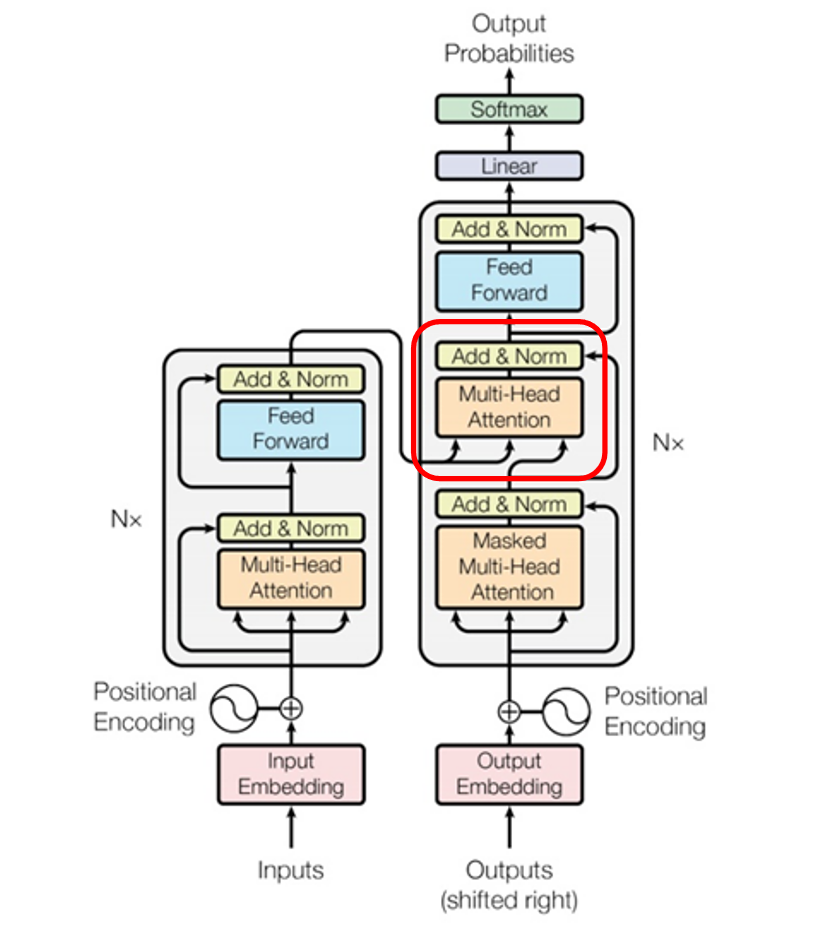 Output
Probabilities
Softmax
Linear
Add & Norm
Feed
Forward
Add & Norm
Multi-Head
Attention
Nx
Add & Norm
Masked
Multi-Head
Attention
Add & Norm
Feed
Forward
Nx
Add & Norm
Multi-Head
Attention
Positional
Encoding
Positional
Encoding
Input
Embedding
Output
Embedding
Inputs
Outputs
(shifted right)